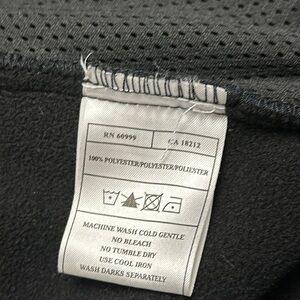 RN 60999 CA 18212
100% POLYESTER/POLYESTER/POLIESTER
MACHINE WASH COLD GENTLE
NO BLEACH
NO TUMBLE DRY
USE COOL IRON
WASH DARKS SEPARATELY